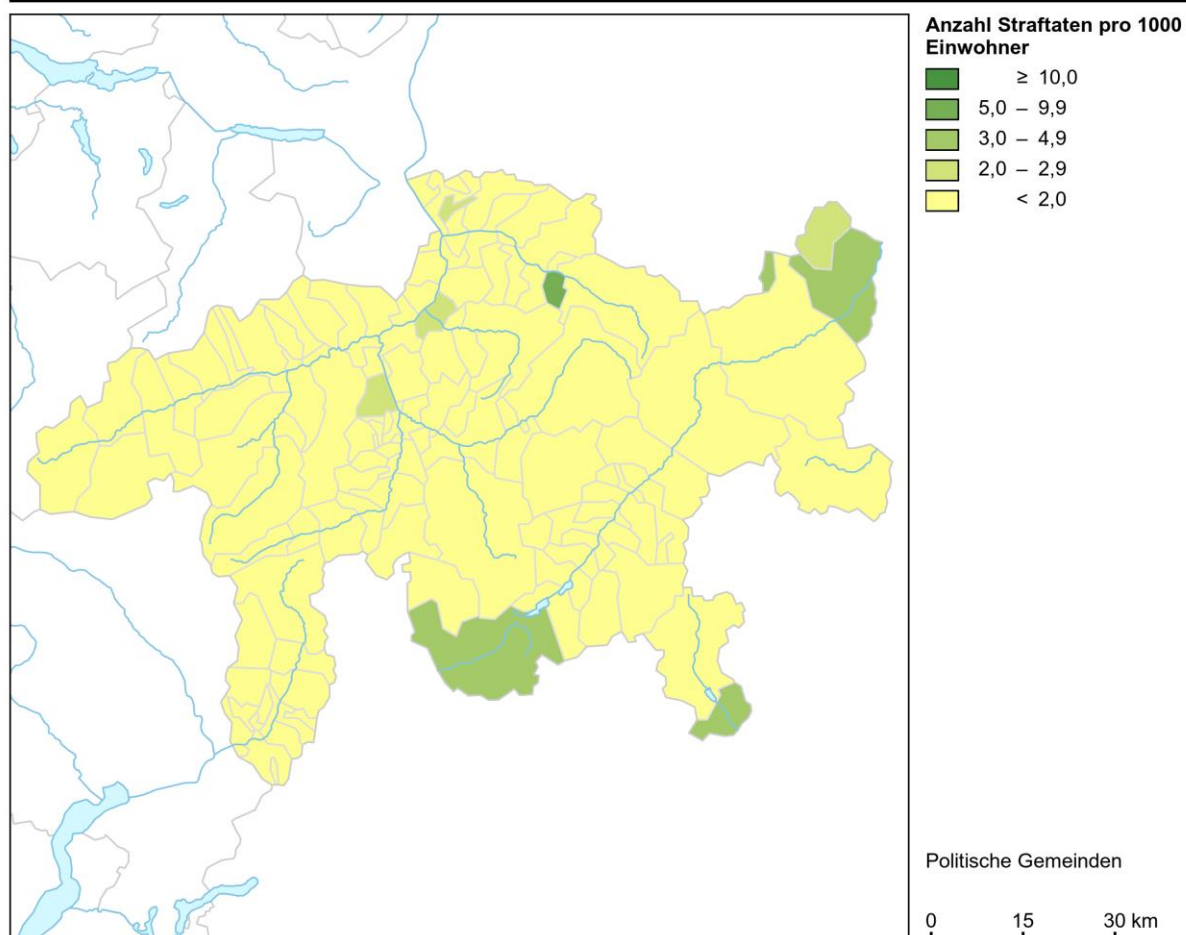 Anzahl Straftaten pro 1000
Einwohner
≥ 10,0
5,0 – 9,9
3,0 – 4,9
2,0 – 2,9
< 2,0
Politische Gemeinden
0 15 30 km